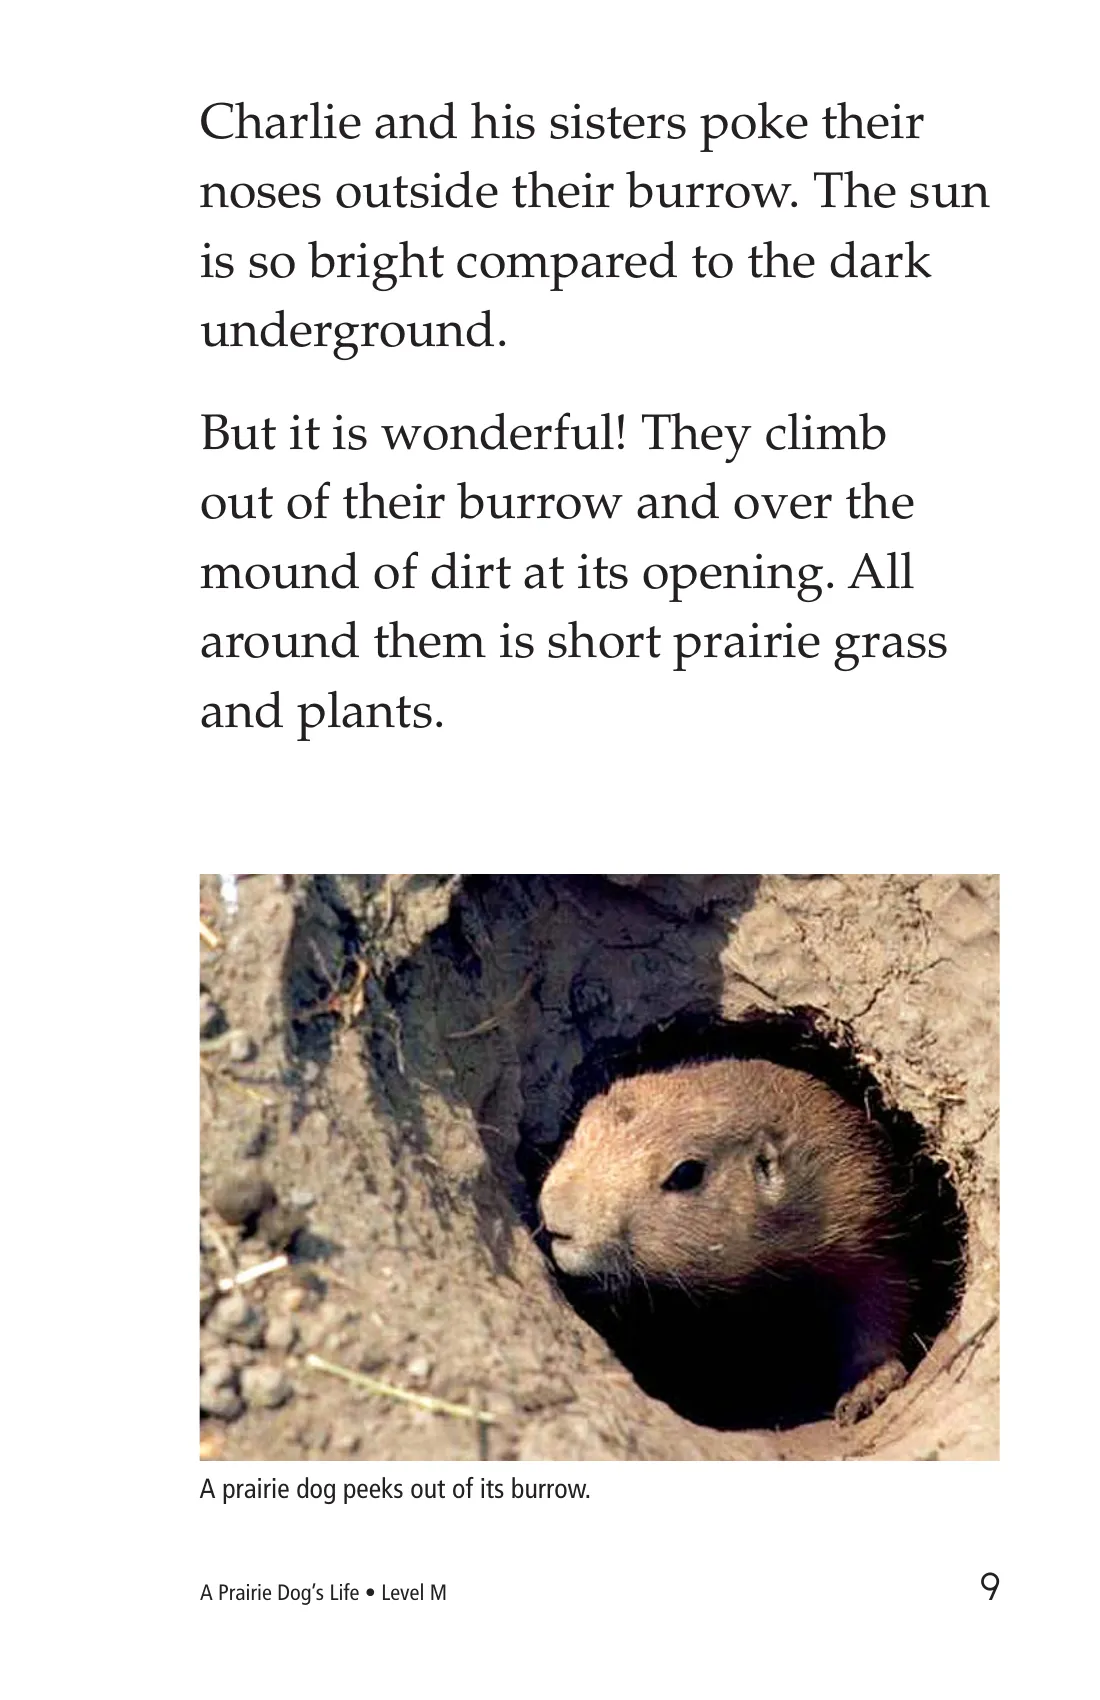 Charlie and his sisters poke their
noses outside their burrow. The sun
is so bright compared to the dark
underground.
But it is wonderful! They climb
out of their burrow and over the
mound of dirt at its opening. All
around them is short prairie grass
and plants.
A prairie dog peeks out of its burrow.
A Prairie Dog’s Life • Level M
9